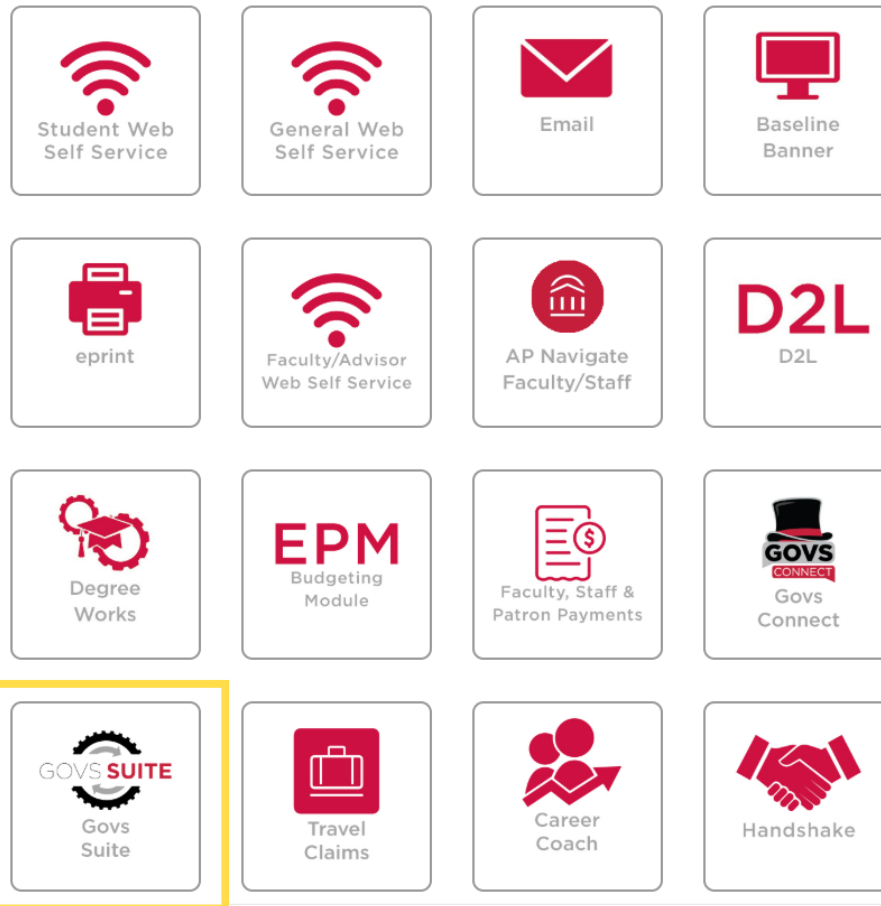 Student Web
Self Service
General Web
Self Service
Email
Baseline
Banner
eprint
Faculty/Advisor
Web Self Service
AP Navigate
Faculty/Staff
D2L
D2L
Degree
Works
EPM
Budgeting
Module
$
Faculty, Staff &
Patron Payments
GOVS
CONNECT
Govs
Connect
GOVS SUITE
Govs
Suite
Travel
Claims
Career
Coach
Handshake